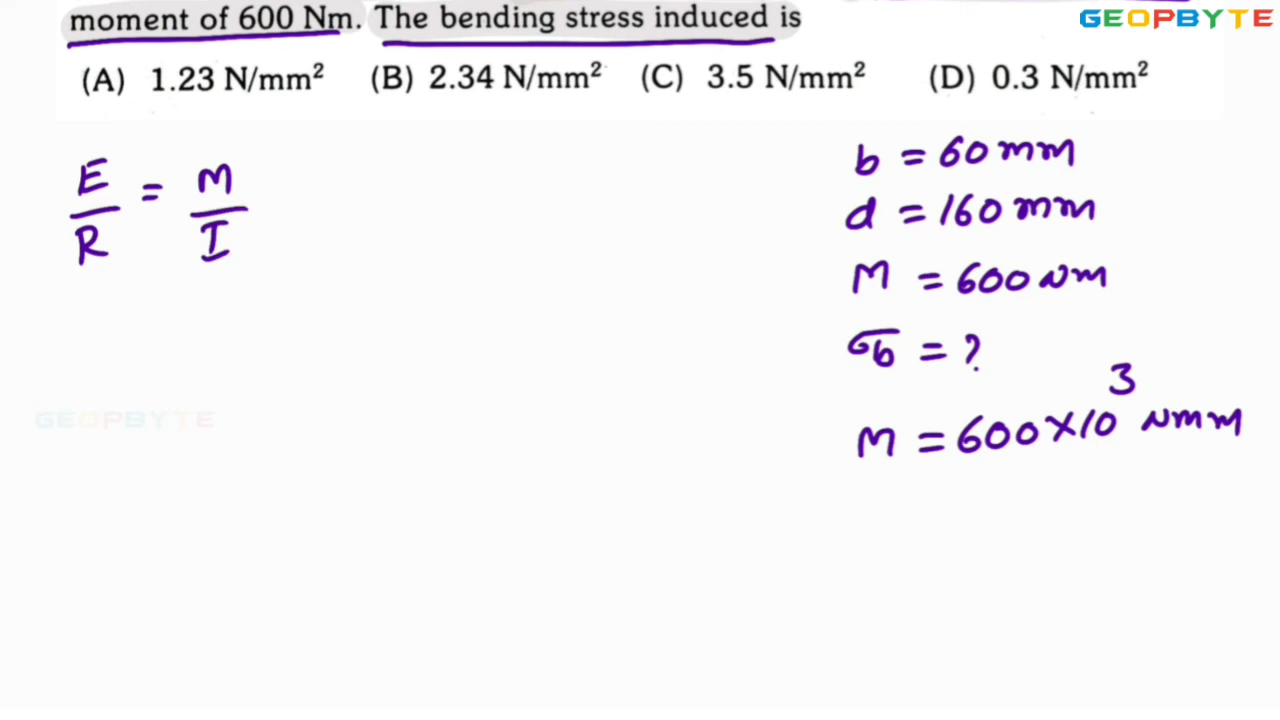 moment of 600 Nm. The bending stress induced is
GEOPBYTE
(A) 1.23 N/mm² (B) 2.34 N/mm² (C) 3.5 N/mm² (D) 0.3 N/mm²
E/R = M/I
b = 60 mm
d = 160 mm
M = 600 Nm
σb = ?
M = 600×10³ Nmm
GEOPBYTE